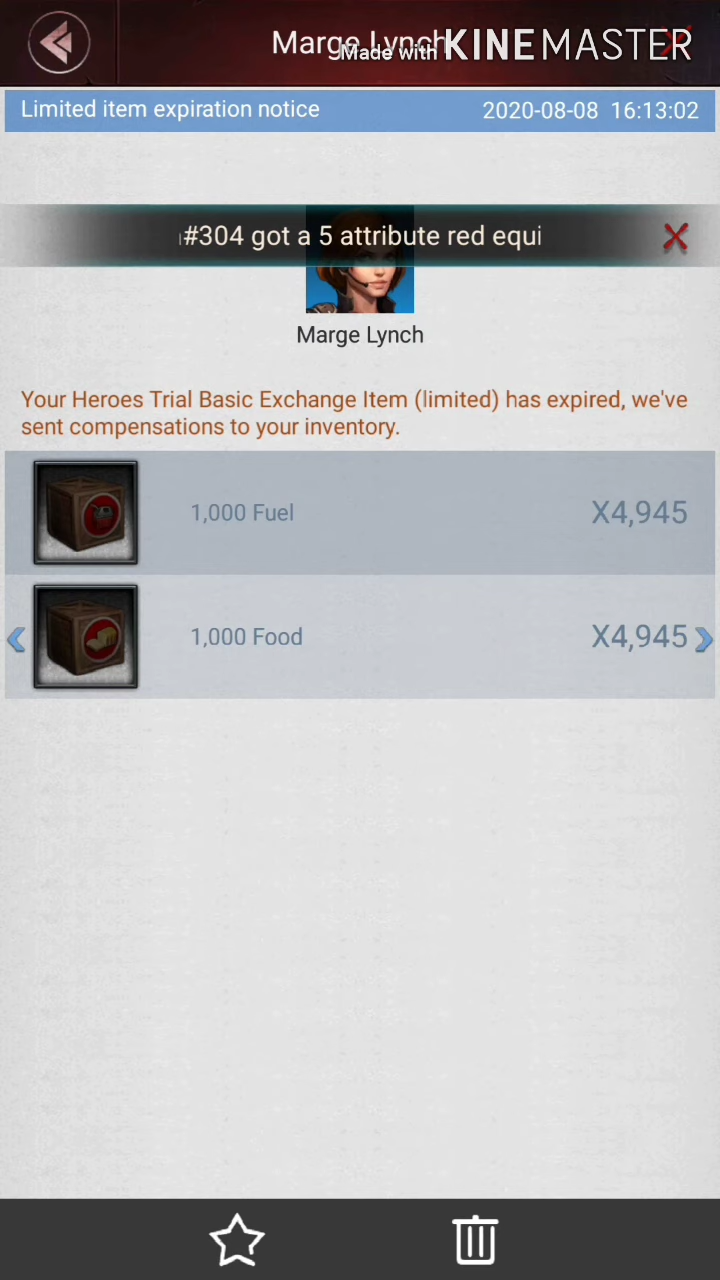 Marge Lynch
Made with KINEMASTER
Limited item expiration notice 2020-08-08 16:13:02
#304 got a 5 attribute red equi
Marge Lynch
Your Heroes Trial Basic Exchange Item (limited) has expired, we've
sent compensations to your inventory.
1,000 Fuel X4,945
1,000 Food X4,945